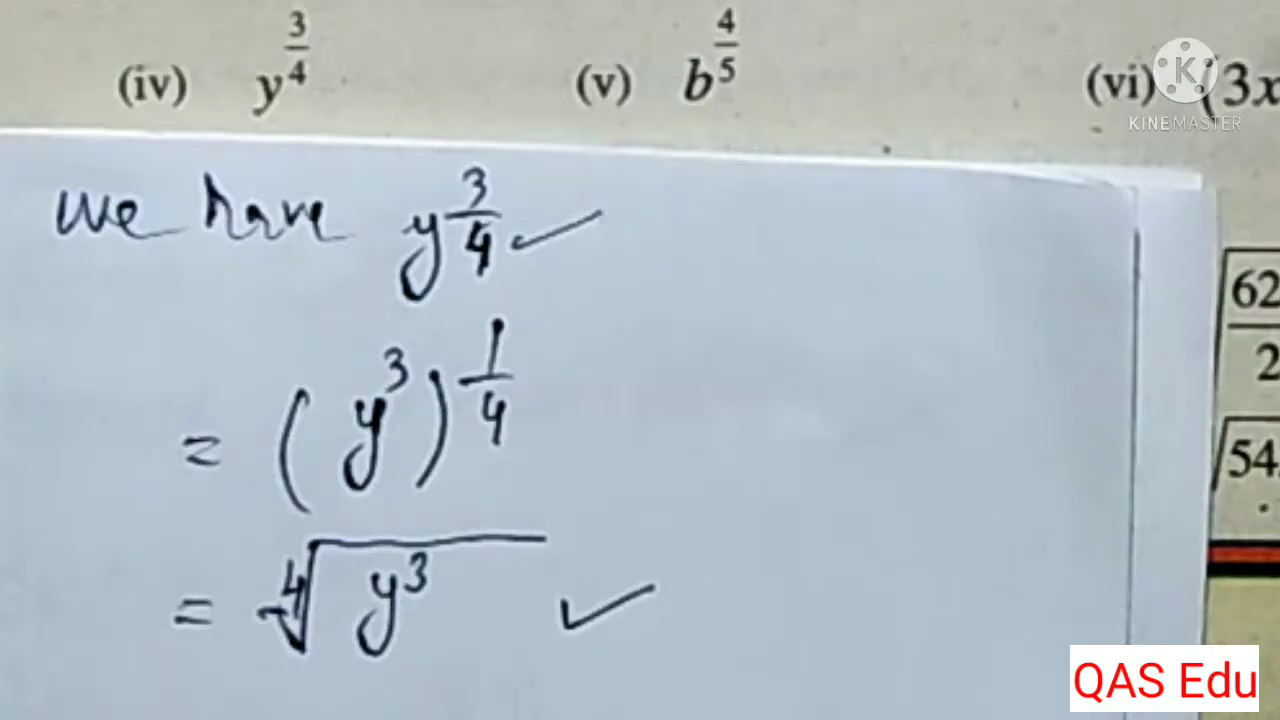 (iv) y^{3/4} (v) b^{4/5} (vi) (3x
K
KINEMASTER
we have y^{3/4} ✓
= (y^3)^{1/4}
= ∜y^3 ✓
62
2
54
QAS Edu